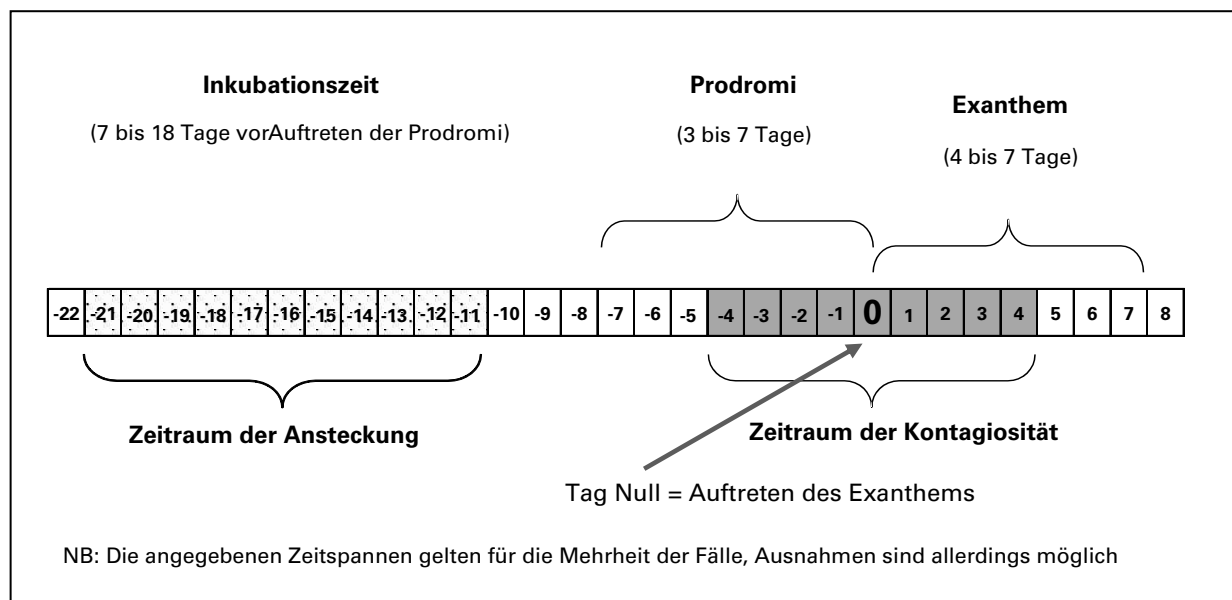 Inkubationszeit
(7 bis 18 Tage vorAuftreten der Prodromi)
Prodromi
(3 bis 7 Tage)
Exanthem
(4 bis 7 Tage)
-22 -21 -20 -19 -18 -17 -16 -15 -14 -13 -12 -11 -10 -9 -8 -7 -6 -5 -4 -3 -2 -1 0 1 2 3 4 5 6 7 8
Zeitraum der Ansteckung
Zeitraum der Kontagiosität
Tag Null = Auftreten des Exanthems
NB: Die angegebenen Zeitspannen gelten für die Mehrheit der Fälle, Ausnahmen sind allerdings möglich